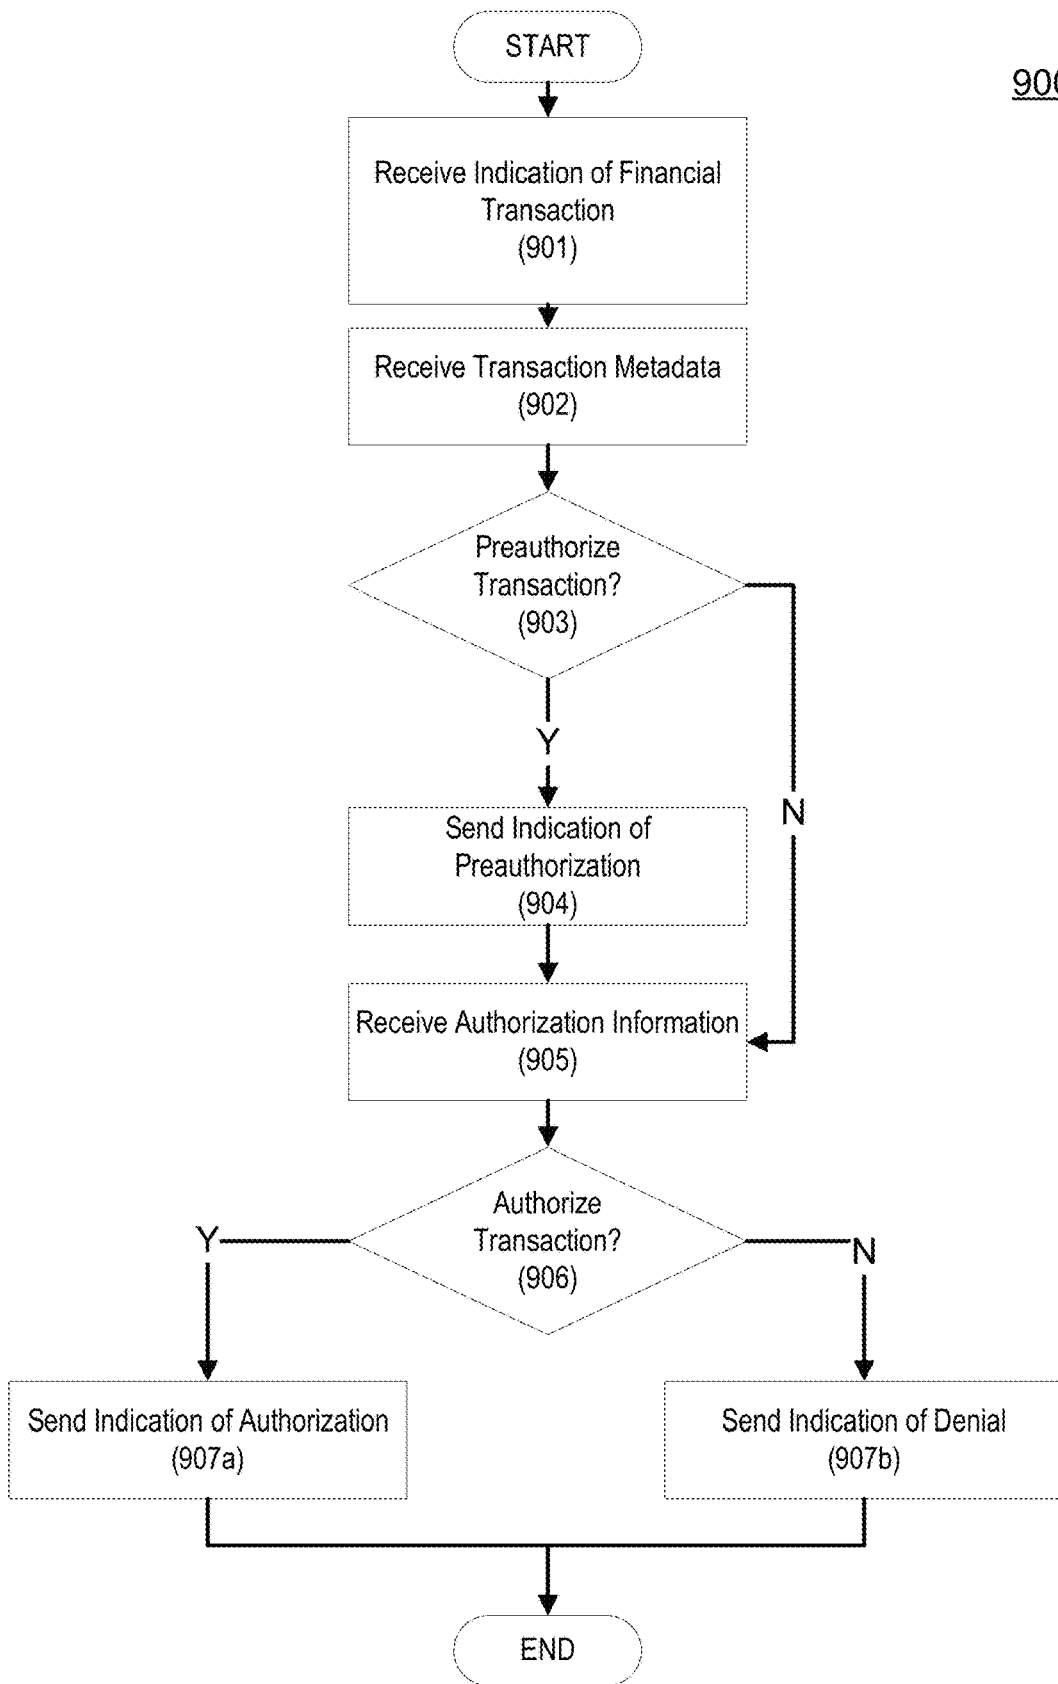 START
900
Receive Indication of Financial
Transaction
(901)
Receive Transaction Metadata
(902)
Preauthorize
Transaction?
(903)
Y
N
Send Indication of
Preauthorization
(904)
Receive Authorization Information
(905)
Authorize
Transaction?
(906)
Y
N
Send Indication of Authorization
(907a)
Send Indication of Denial
(907b)
END